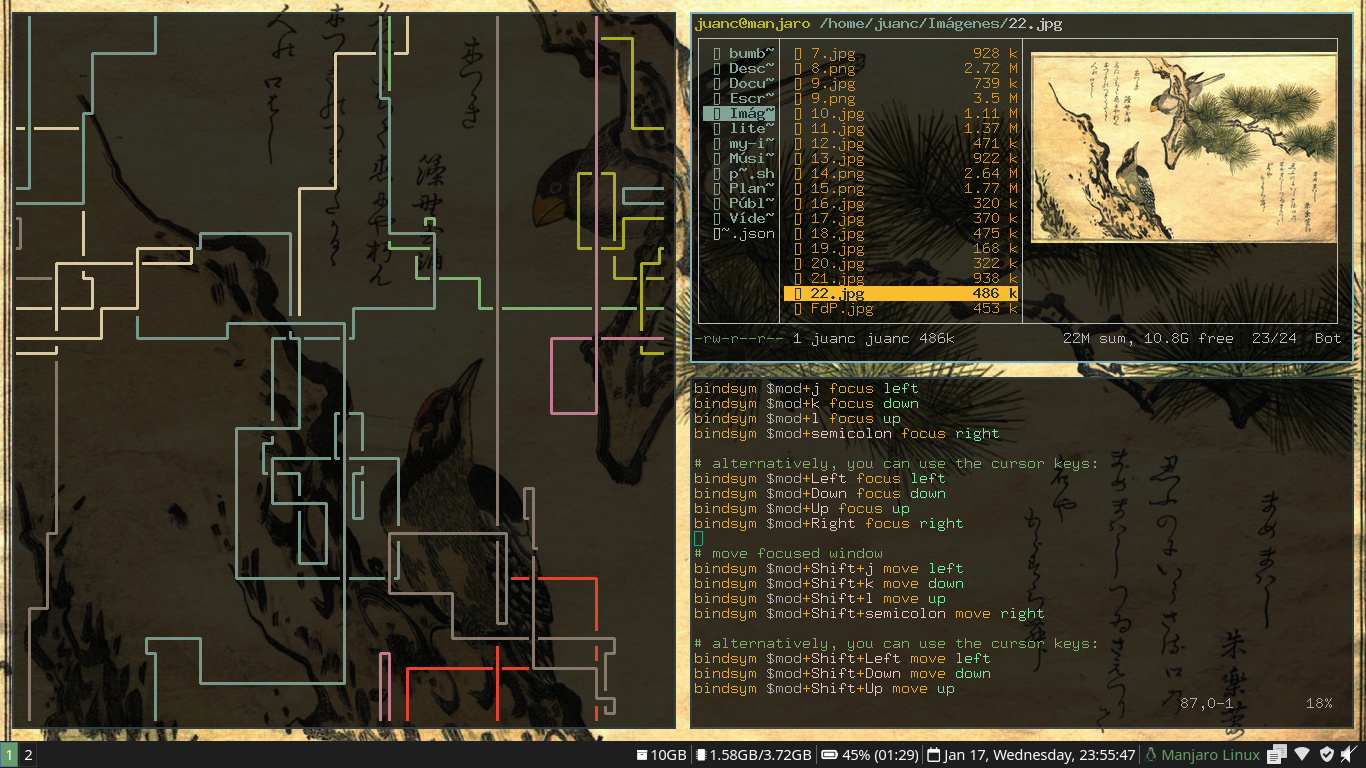 juanc@manjaro /home/juanc/Imágenes/22.jpg
bumb~
Desc~
Docu~
Escr~
Imág~
lite~
my-i~
Músi~
p~.sh
Plan~
Públ~
Víde~
~.json
7.jpg 928 k
8.png 2.72 M
9.jpg 739 k
9.png 3.5 M
10.jpg 1.11 M
11.jpg 1.37 M
12.jpg 471 k
13.jpg 922 k
14.png 2.64 M
15.png 1.77 M
16.jpg 320 k
17.jpg 370 k
18.jpg 475 k
19.jpg 168 k
20.jpg 322 k
21.jpg 938 k
22.jpg 486 k
FdP.jpg 453 k
-rw-r--r-- 1 juanc juanc 486k 22M sum, 10.8G free 23/24 Bot
bindsym $mod+j focus left
bindsym $mod+k focus down
bindsym $mod+l focus up
bindsym $mod+semicolon focus right
# alternatively, you can use the cursor keys:
bindsym $mod+Left focus left
bindsym $mod+Down focus down
bindsym $mod+Up focus up
bindsym $mod+Right focus right
# move focused window
bindsym $mod+Shift+j move left
bindsym $mod+Shift+k move down
bindsym $mod+Shift+l move up
bindsym $mod+Shift+semicolon move right
# alternatively, you can use the cursor keys:
bindsym $mod+Shift+Left move left
bindsym $mod+Shift+Down move down
bindsym $mod+Shift+Up move up
87,0-1 18%
1 2 10GB 1.58GB/3.72GB 45% (01:29) Jan 17, Wednesday, 23:55:47 Manjaro Linux